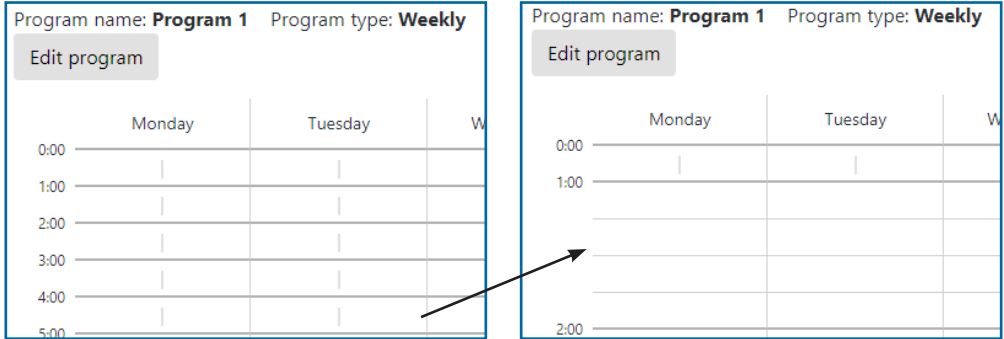 Program name: Program 1 Program type: Weekly
Edit program
Monday Tuesday W
0:00
1:00
2:00
3:00
4:00
5:00
Program name: Program 1 Program type: Weekly
Edit program
Monday Tuesday W
0:00
1:00
2:00